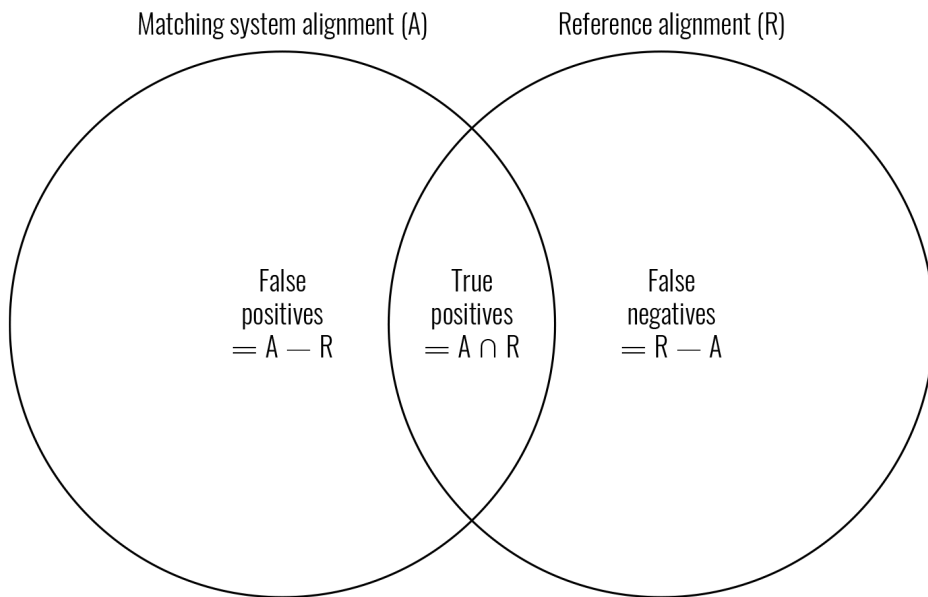 Matching system alignment (A)
Reference alignment (R)
False
positives
= A − R
True
positives
= A ∩ R
False
negatives
= R − A